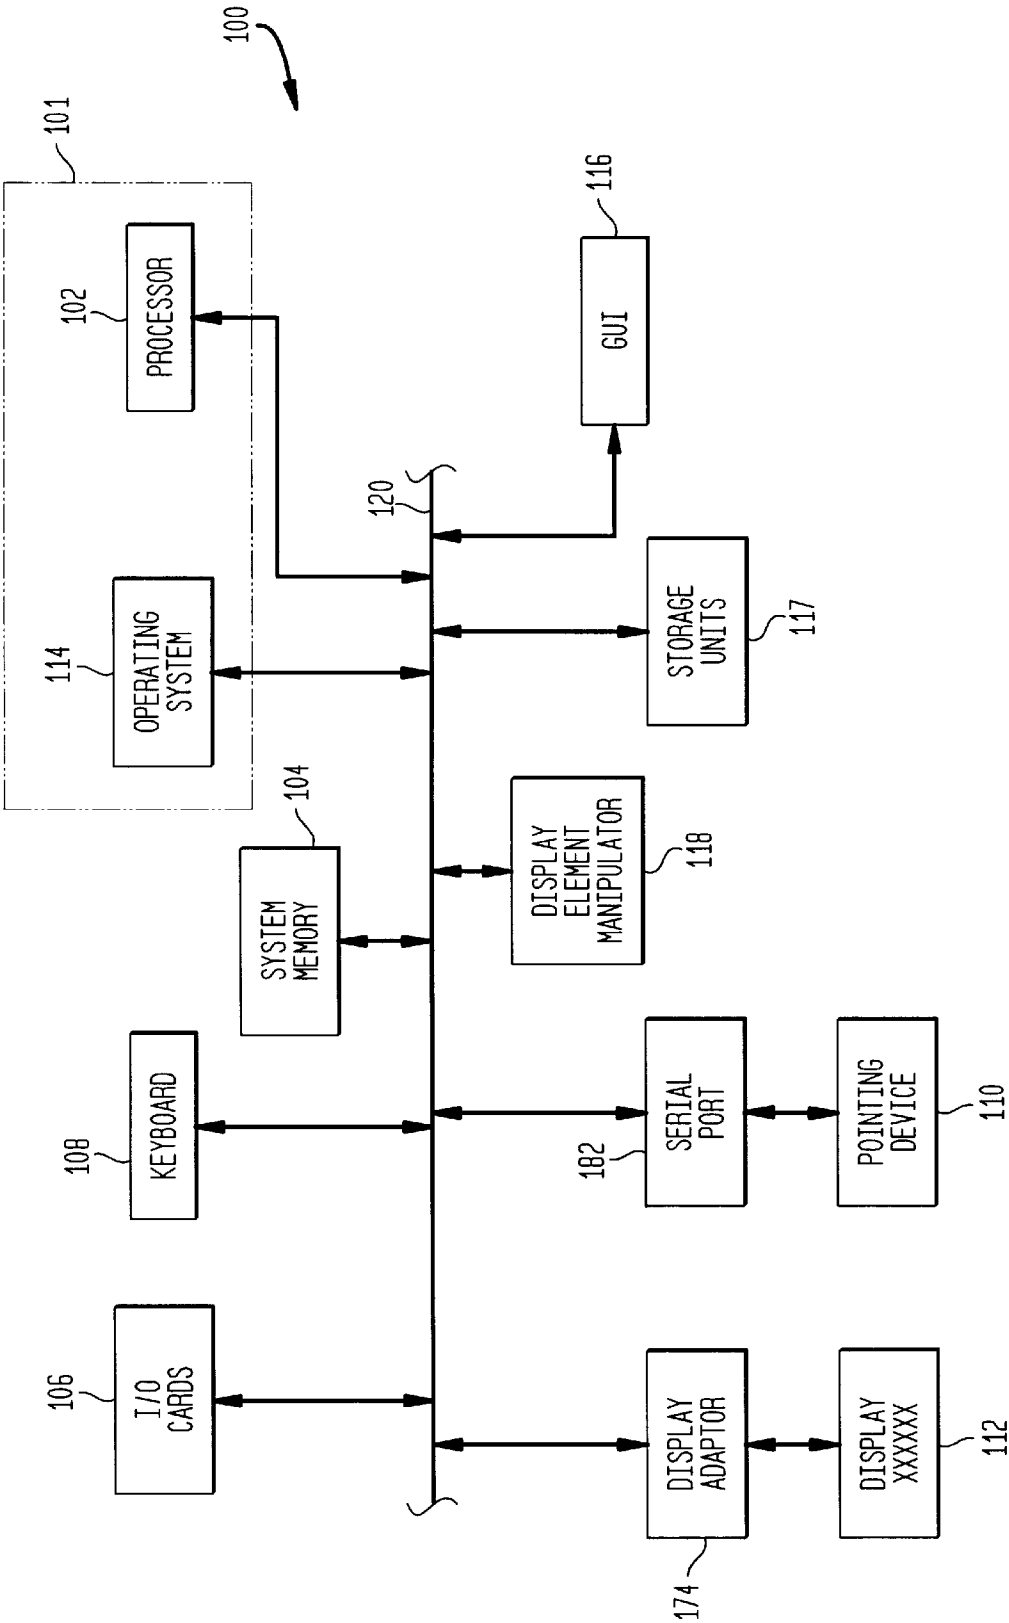 100
101
106
I/O
CARDS
108
KEYBOARD
114
OPERATING
SYSTEM
102
PROCESSOR
SYSTEM
MEMORY
104
120
174
DISPLAY
ADAPTOR
182
SERIAL
PORT
DISPLAY
ELEMENT
MANIPULATOR
118
STORAGE
UNITS
117
GUI
116
DISPLAY
XXXXXX
112
POINTING
DEVICE
110